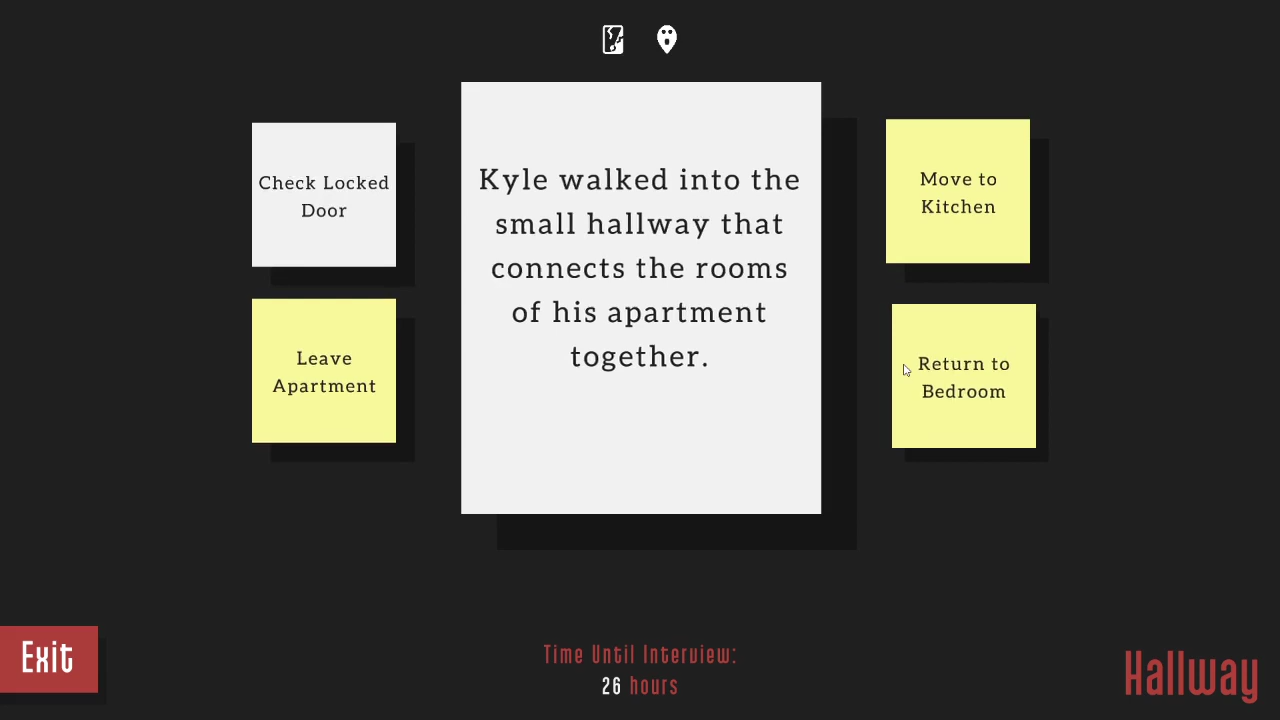 Check Locked
Door
Leave
Apartment
Kyle walked into the
small hallway that
connects the rooms
of his apartment
together.
Move to
Kitchen
Return to
Bedroom
Exit
Time Until Interview:
26 hours
Hallway